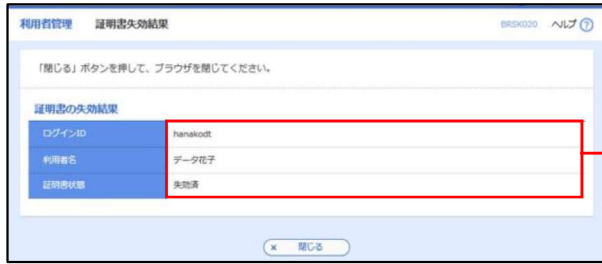 利用者管理 証明書失効結果 BRSK020 ヘルプ ?
「閉じる」ボタンを押して、ブラウザを閉じてください。
証明書の失効結果
ログインID hanakodt
利用者名 データ花子
証明書状態 失効済
× 閉じる